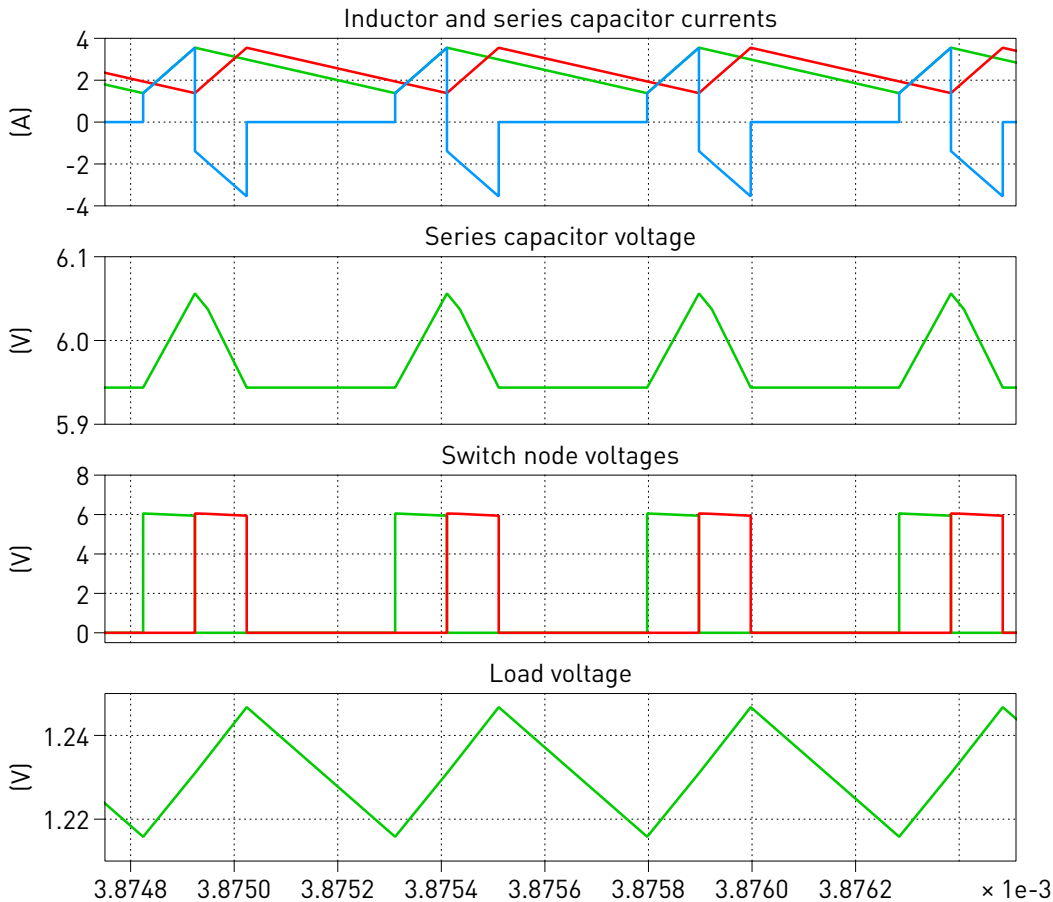 Inductor and series capacitor currents
4
2
0
-2
-4
(A)
Series capacitor voltage
6.1
6.0
5.9
(V)
Switch node voltages
8
6
4
2
0
(V)
Load voltage
1.24
1.22
(V)
3.8748 3.8750 3.8752 3.8754 3.8756 3.8758 3.8760 3.8762 × 1e-3